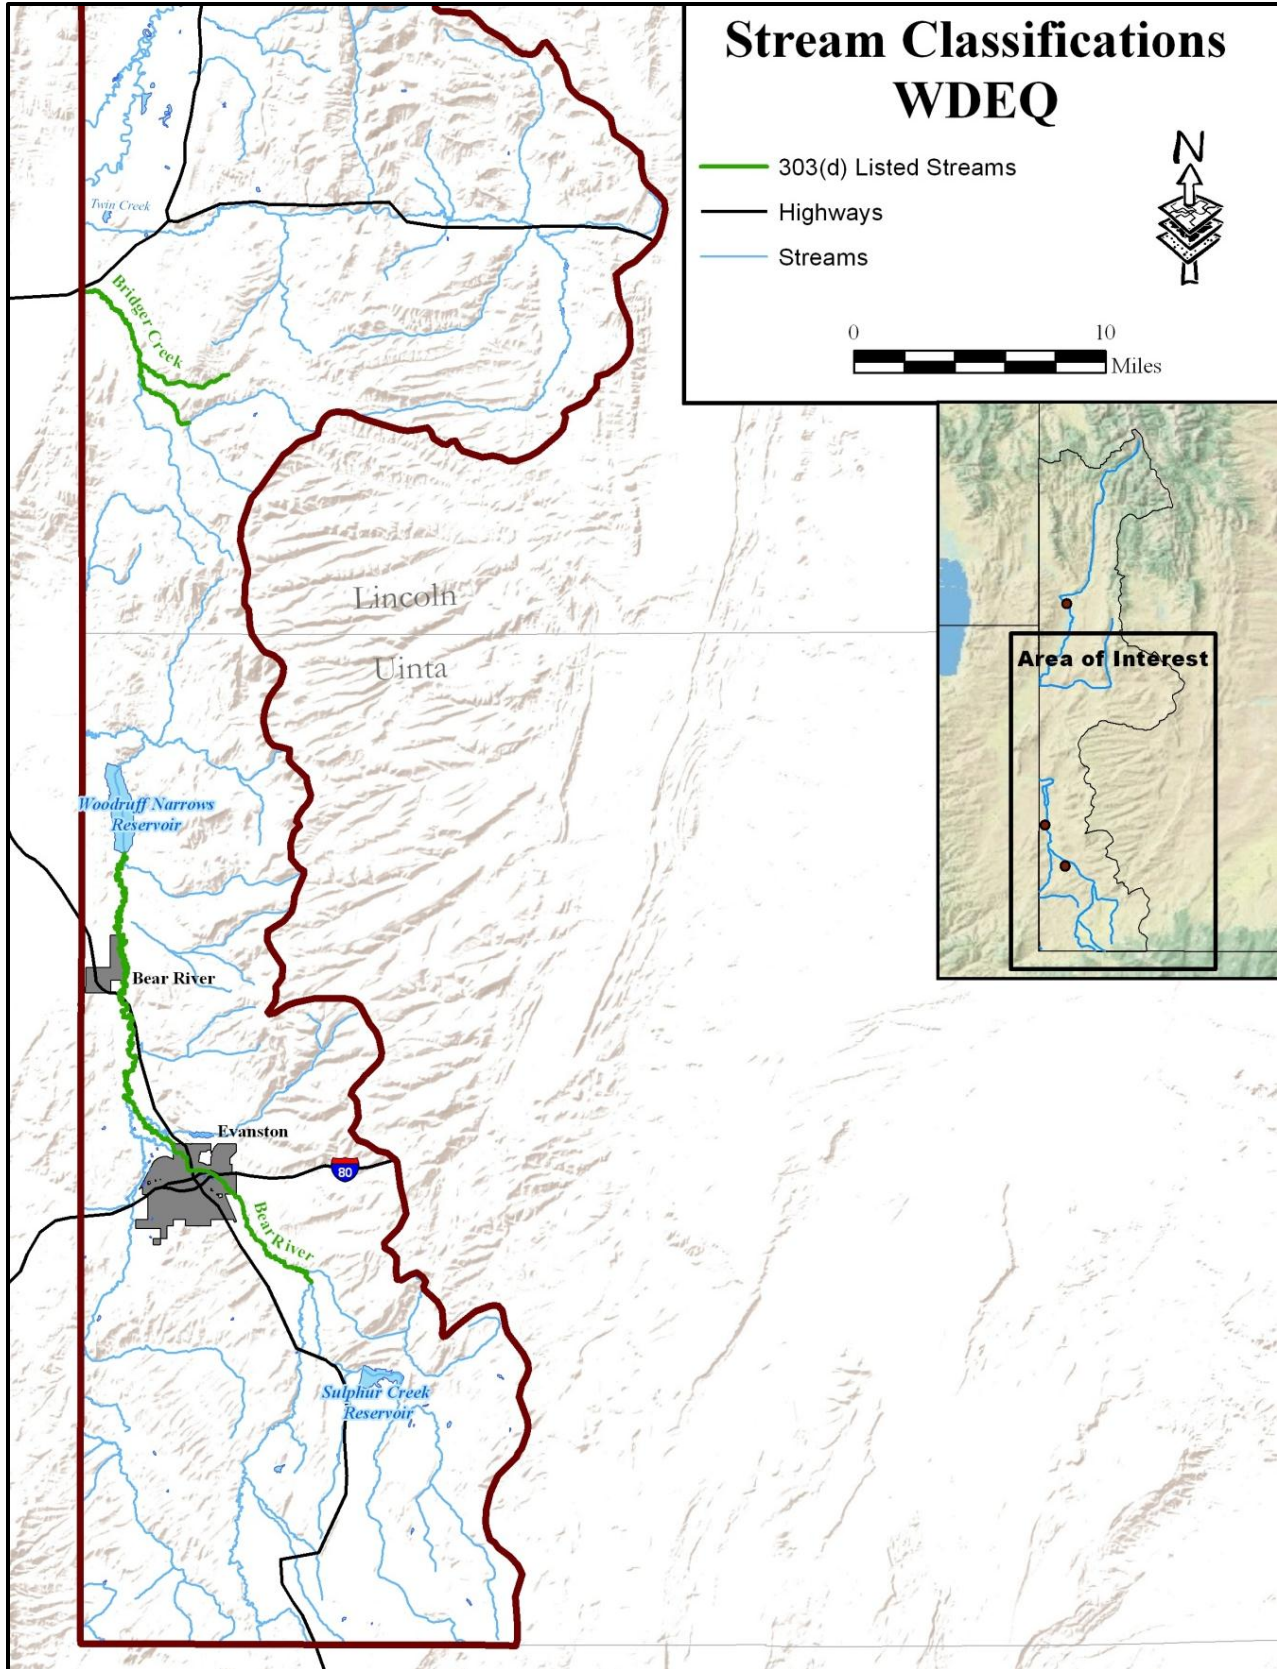 Stream Classifications
WDEQ
303(d) Listed Streams
Highways
Streams
N
0 10
Miles
Twin Creek
Bridger Creek
Lincoln
Uinta
Area of Interest
Woodruff Narrows
Reservoir
Bear River
Evanston
80
Bear River
Sulphur Creek
Reservoir